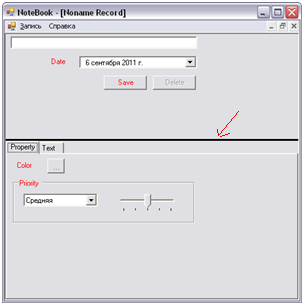 NoteBook - [Noname Record]
Запись Справка
Date 6 сентября 2011 г.
Save Delete
Property Text
Color ...
Priority
Средняя